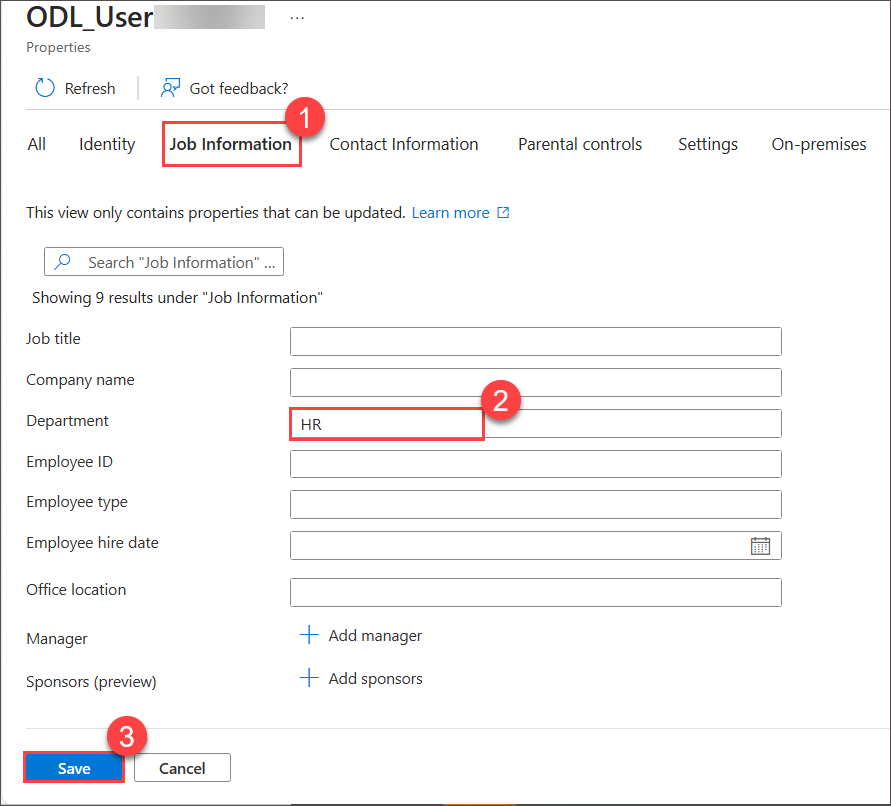 ODL_User ...
Properties
Refresh Got feedback?
1
All Identity Job Information Contact Information Parental controls Settings On-premises
This view only contains properties that can be updated. Learn more
Search "Job Information" ...
Showing 9 results under "Job Information"
Job title
Company name
2
Department HR
Employee ID
Employee type
Employee hire date
Office location
Manager Add manager
Sponsors (preview) Add sponsors
3
Save Cancel